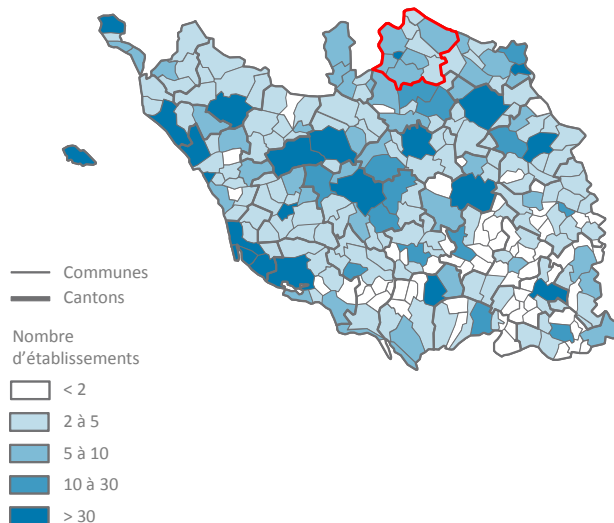 Communes
Cantons
Nombre
d’établissements
< 2
2 à 5
5 à 10
10 à 30
> 30